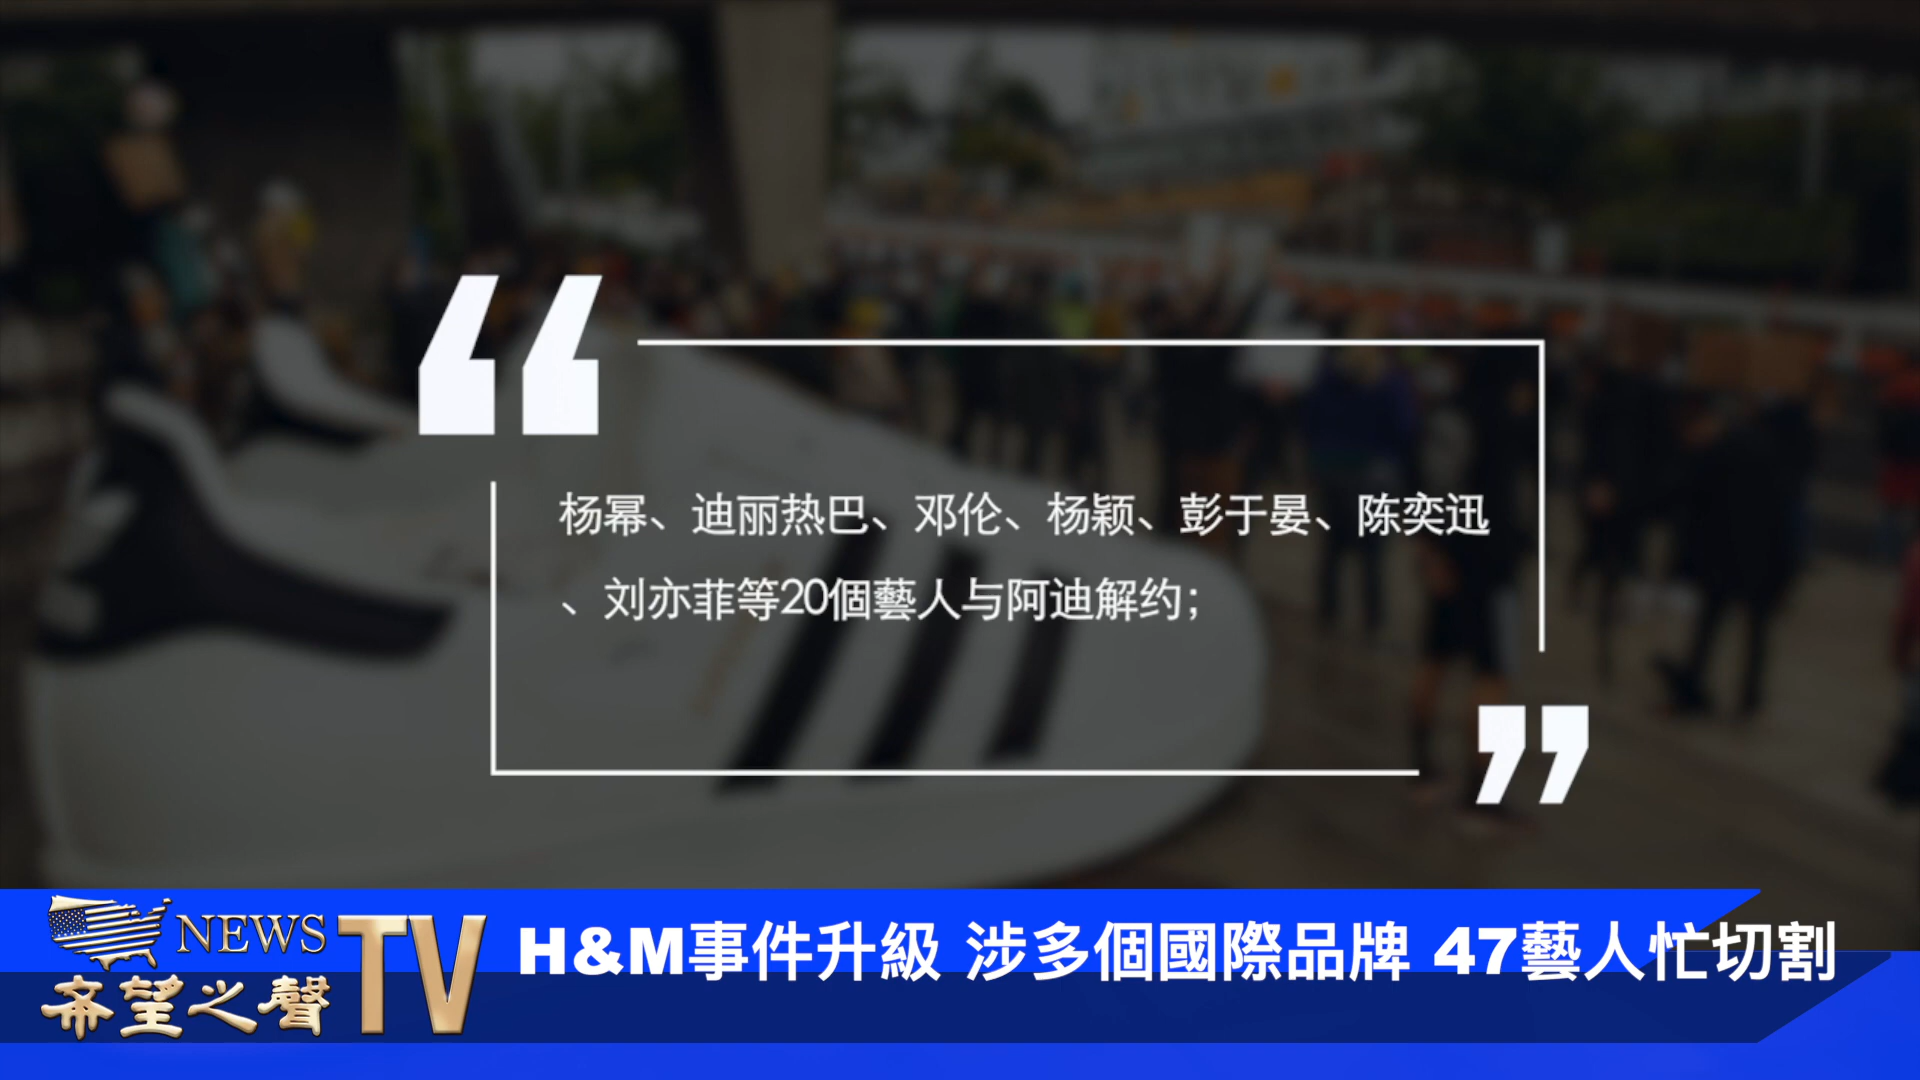 杨幂、迪丽热巴、邓伦、杨颖、彭于晏、陈奕迅
、刘亦菲等20個藝人与阿迪解约;
NEWS TV
希望之聲
H&M事件升級 涉多個國際品牌 47藝人忙切割